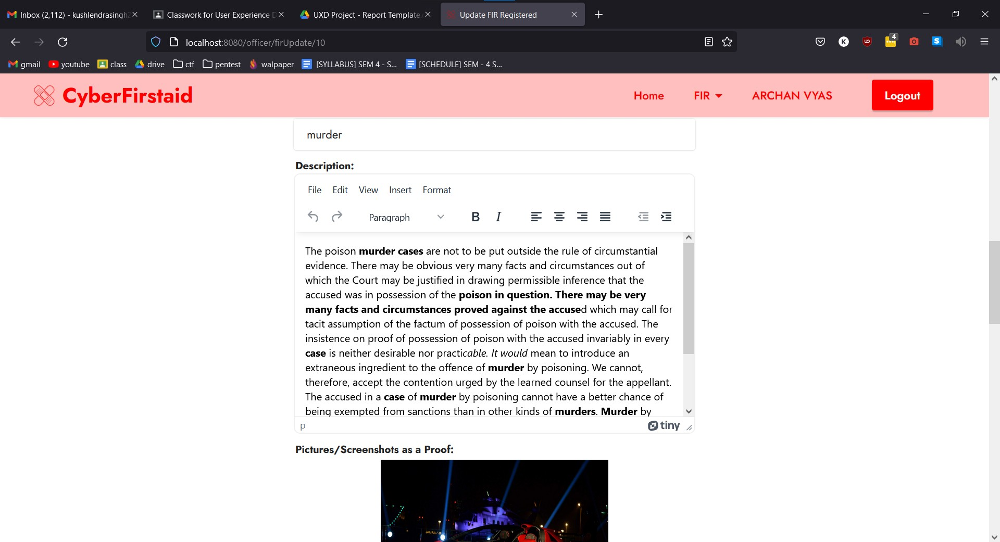 Inbox (2,112) - kushlendrasingh2
Classwork for User Experience D
UXD Project - Report Template.
Update FIR Registered
localhost:8080/officer/firUpdate/10
K
4
S
gmail
youtube
class
drive
ctf
pentest
walpaper
[SYLLABUS] SEM 4 - S...
[SCHEDULE] SEM - 4 S...
CyberFirstaid
Home
FIR
ARCHAN VYAS
Logout
murder
Description:
File Edit View Insert Format
Paragraph
B I
The poison murder cases are not to be put outside the rule of circumstantial
evidence. There may be obvious very many facts and circumstances out of
which the Court may be justified in drawing permissible inference that the
accused was in possession of the poison in question. There may be very
many facts and circumstances proved against the accused which may call for
tacit assumption of the factum of possession of poison with the accused. The
insistence on proof of possession of poison with the accused invariably in every
case is neither desirable nor practicable. It would mean to introduce an
extraneous ingredient to the offence of murder by poisoning. We cannot,
therefore, accept the contention urged by the learned counsel for the appellant.
The accused in a case of murder by poisoning cannot have a better chance of
being exempted from sanctions than in other kinds of murders. Murder by
p
tiny
Pictures/Screenshots as a Proof: